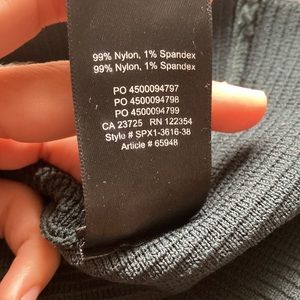 99% Nylon, 1% Spandex
99% Nylon, 1% Spandex
PO 4500094797
PO 4500094798
PO 4500094799
CA 23725 RN 122354
Style # SPX1-3616-38
Article # 65948